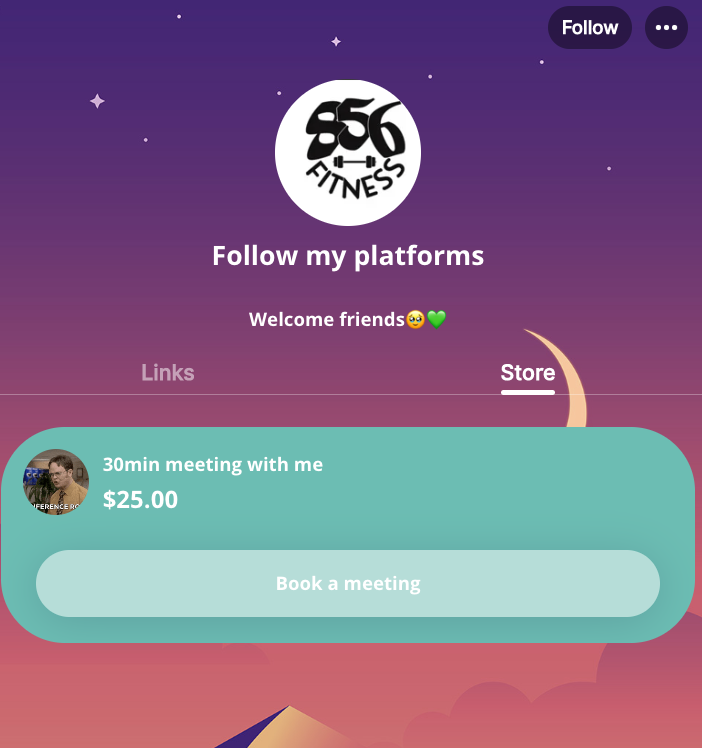 Follow
856
FITNESS
Follow my platforms
Welcome friends🥹💚
Links
Store
30min meeting with me
$25.00
Book a meeting